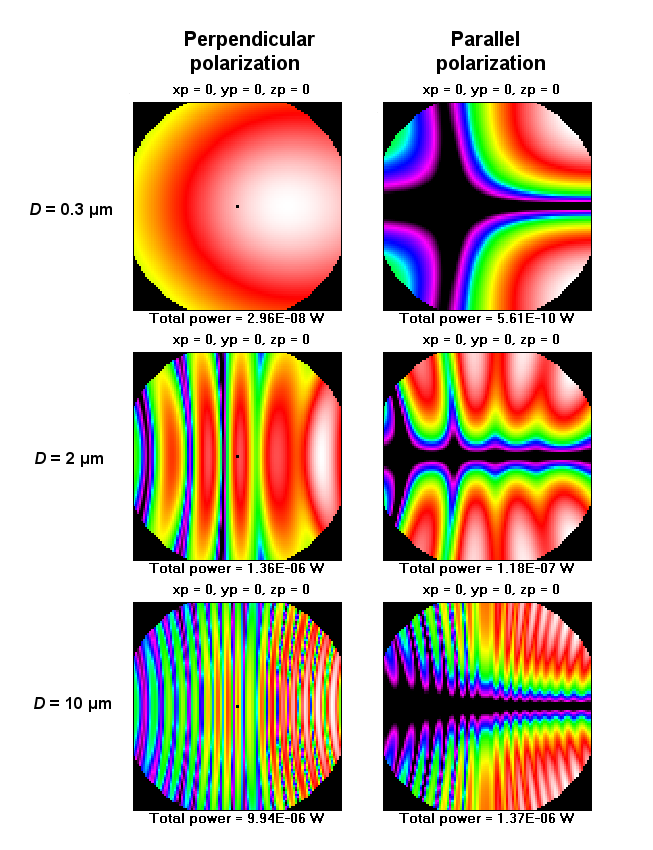 Perpendicular
polarization
Parallel
polarization
xp = 0, yp = 0, zp = 0
xp = 0, yp = 0, zp = 0
D = 0.3 µm
Total power = 2.96E-08 W
Total power = 5.61E-10 W
xp = 0, yp = 0, zp = 0
xp = 0, yp = 0, zp = 0
D = 2 µm
Total power = 1.36E-06 W
Total power = 1.18E-07 W
xp = 0, yp = 0, zp = 0
xp = 0, yp = 0, zp = 0
D = 10 µm
Total power = 9.94E-06 W
Total power = 1.37E-06 W